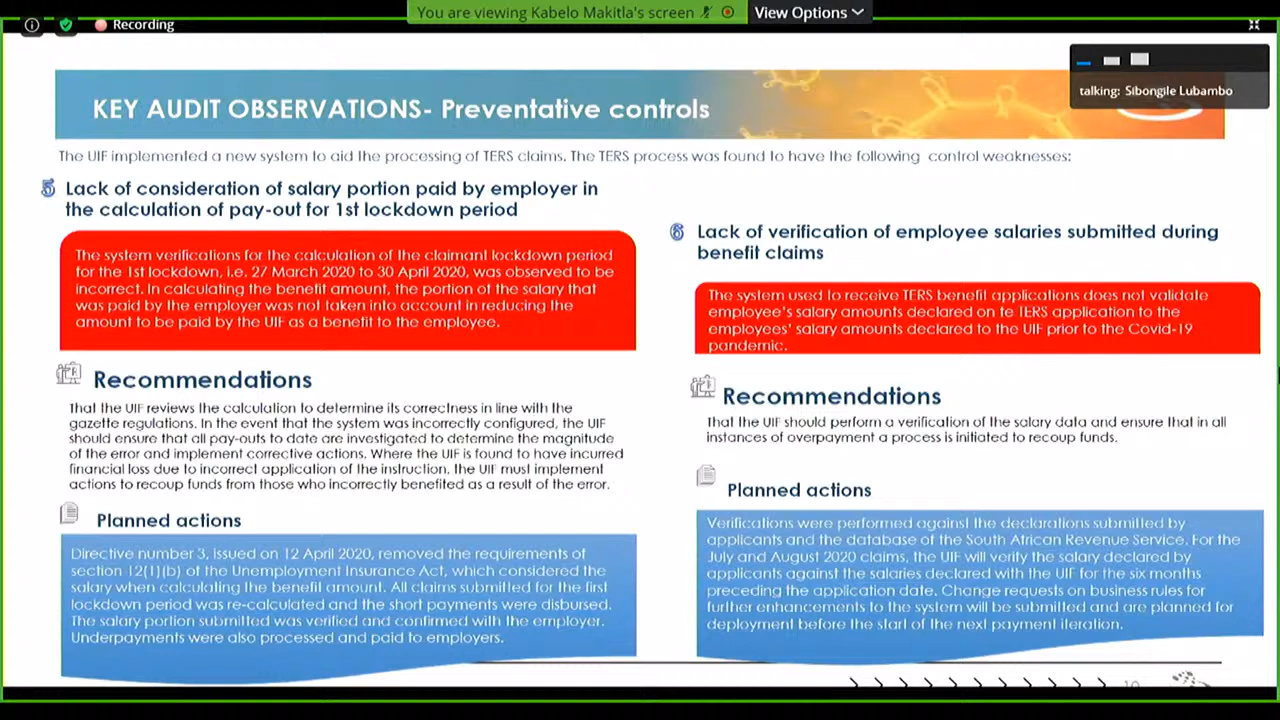 You are viewing Kabelo Makitla's screen
View Options
Recording
talking: Sibongile Lubambo
KEY AUDIT OBSERVATIONS- Preventative controls
The UIF implemented a new system to aid the processing of TERS claims. The TERS process was found to have the following control weaknesses:
5 Lack of consideration of salary portion paid by employer in
the calculation of pay-out for 1st lockdown period
The system verifications for the calculation of the claimant lockdown period
for the 1st lockdown, i.e. 27 March 2020 to 30 April 2020, was observed to be
incorrect. In calculating the benefit amount, the portion of the salary that
was paid by the employer was not taken into account in reducing the
amount to be paid by the UIF as a benefit to the employee.
Recommendations
That the UIF reviews the calculation to determine its correctness in line with the
gazette regulations. In the event that the system was incorrectly configured, the UIF
should ensure that all pay-outs to date are investigated to determine the magnitude
of the error and implement corrective actions. Where the UIF is found to have incurred
financial loss due to incorrect application of the instruction, the UIF must implement
actions to recoup funds from those who incorrectly benefited as a result of the error.
Planned actions
Directive number 3, issued on 12 April 2020, removed the requirements of
section 12(1)(b) of the Unemployment Insurance Act, which considered the
salary when calculating the benefit amount. All claims submitted for the first
lockdown period was re-calculated and the short payments were disbursed.
The salary portion submitted was verified and confirmed with the employer.
Underpayments were also processed and paid to employers.
6 Lack of verification of employee salaries submitted during
benefit claims
The system used to receive TERS benefit applications does not validate
employee's salary amounts declared on te TERS application to the
employees' salary amounts declared to the UIF prior to the Covid-19
pandemic.
Recommendations
That the UIF should perform a verification of the salary data and ensure that in all
instances of overpayment a process is initiated to recoup funds.
Planned actions
Verifications were performed against the declarations submitted by
applicants and the database of the South African Revenue Service. For the
July and August 2020 claims, the UIF will verify the salary declared by
applicants against the salaries declared with the UIF for the six months
preceding the application date. Change requests on business rules for
further enhancements to the system will be submitted and are planned for
deployment before the start of the next payment iteration.